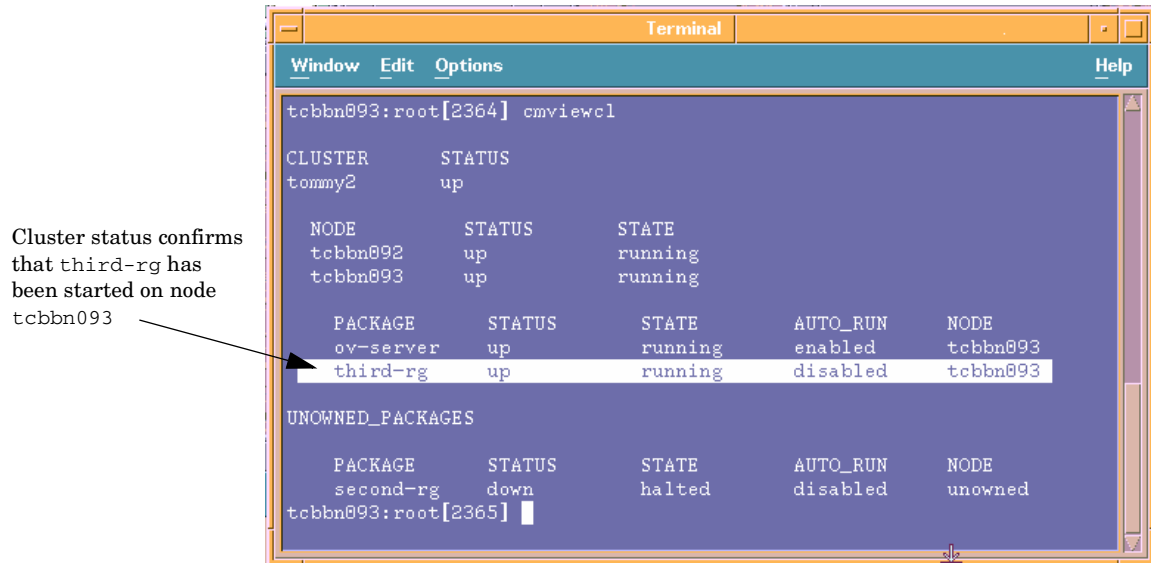 Terminal
Window Edit Options Help
tcbbn093:root[2364] cmviewcl
CLUSTER STATUS
tommy2 up
NODE STATUS STATE
tcbbn092 up running
tcbbn093 up running
PACKAGE STATUS STATE AUTO_RUN NODE
ov-server up running enabled tcbbn093
third-rg up running disabled tcbbn093
UNOWNED_PACKAGES
PACKAGE STATUS STATE AUTO_RUN NODE
second-rg down halted disabled unowned
tcbbn093:root[2365]
Cluster status confirms
that third-rg has
been started on node
tcbbn093